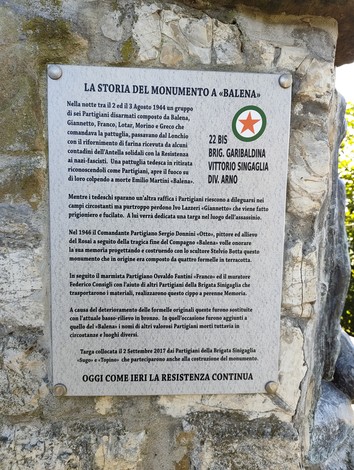 LA STORIA DEL MONUMENTO A «BALENA»
Nella notte tra il 2 ed il 3 Agosto 1944 un gruppo
di sei Partigiani disarmati composto da Balena,
Giannetto, Franco, Lotar, Morino e Greco che
comandava la pattuglia, passavano dal Lonchio
con il rifornimento di farina ricevuta da alcuni
contadini dell'Antella solidali con la Resistenza
ai nazi-fascisti. Una pattuglia tedesca in ritirata
riconoscendoli come Partigiani, apre il fuoco su
di loro colpendo a morte Emilio Martini «Balena».
22 BIS
BRIG. GARIBALDINA
VITTORIO SINIGAGLIA
DIV. ARNO
Mentre i tedeschi sparano un'altra raffica i Partigiani riescono a dileguarsi nei
campi circostanti ma purtroppo perdono Ivo Lazzeri «Giannetto» che viene fatto
prigioniero e fucilato. A lui verrà dedicata una targa nel luogo dell'assassinio.
Nel 1946 il Comandante Partigiano Sergio Donnini «Otto», pittore ed allievo
del Rosai a seguito della tragica fine del Compagno «Balena» volle onorare
la sua memoria progettando e costruendo con lo scultore Stelvio Botta questo
monumento che in origine era composto da quattro formelle in terracotta.
In seguito il marmista Partigiano Osvaldo Fantini «Franco» ed il muratore
Federico Consigli con l'aiuto di altri Partigiani della Brigata Sinigaglia che
trasportarono i materiali, realizzarono questo cippo a perenne Memoria.
A causa del deterioramento delle formelle originali queste furono sostituite
con l'attuale basso-rilievo in bronzo. In quell'occasione furono aggiunti a
quello del «Balena» i nomi di altri valorosi Partigiani morti tuttavia in
circostanze e luoghi diversi.
Targa collocata il 2 Settembre 2017 dai Partigiani della Brigata Sinigaglia
«Sugo» e «Topino» che parteciparono anche alla costruzione del monumento.
OGGI COME IERI LA RESISTENZA CONTINUA